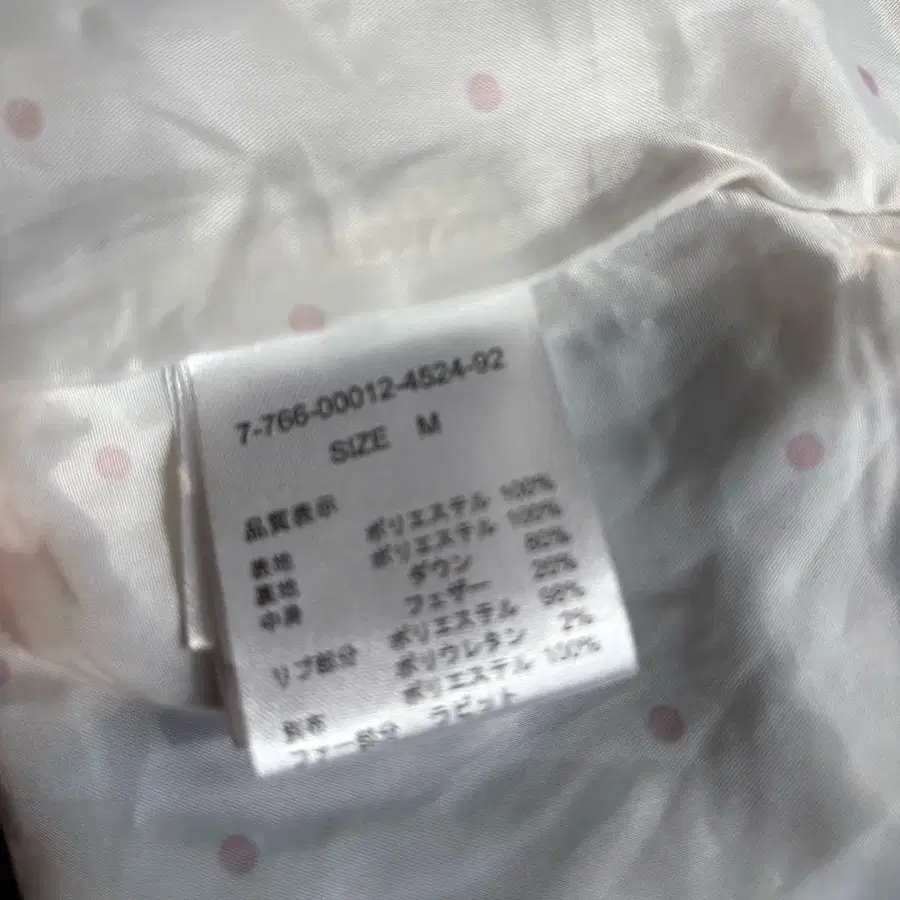 7-766-00012-4524-92
SIZE M
品質表示
表地 ポリエステル 100%
裏地 ポリエステル 100%
中身 ダウン 80%
フェザー 20%
リブ部分 ポリエステル 98%
ポリウレタン 2%
別布 ポリエステル 100%
ファー部分 ラビット